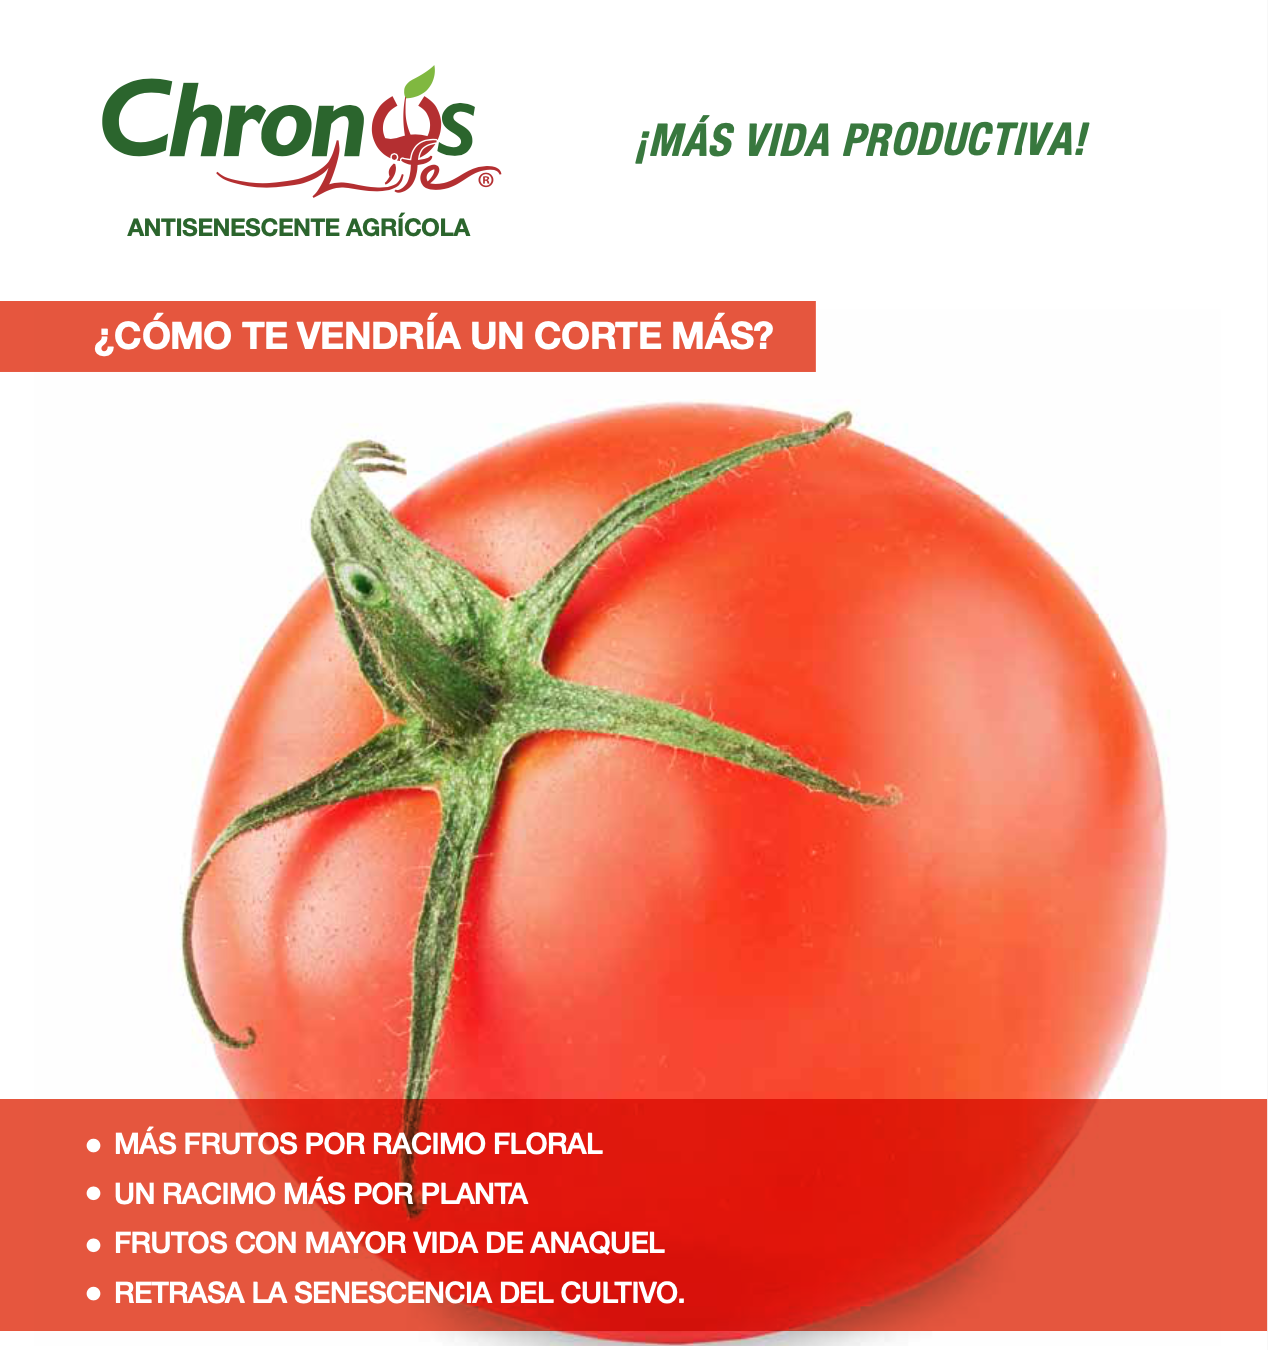 Chronos
Life®
ANTISENESCENTE AGRÍCOLA
¡MÁS VIDA PRODUCTIVA!
¿CÓMO TE VENDRÍA UN CORTE MÁS?
● MÁS FRUTOS POR RACIMO FLORAL
● UN RACIMO MÁS POR PLANTA
● FRUTOS CON MAYOR VIDA DE ANAQUEL
● RETRASA LA SENESCENCIA DEL CULTIVO.